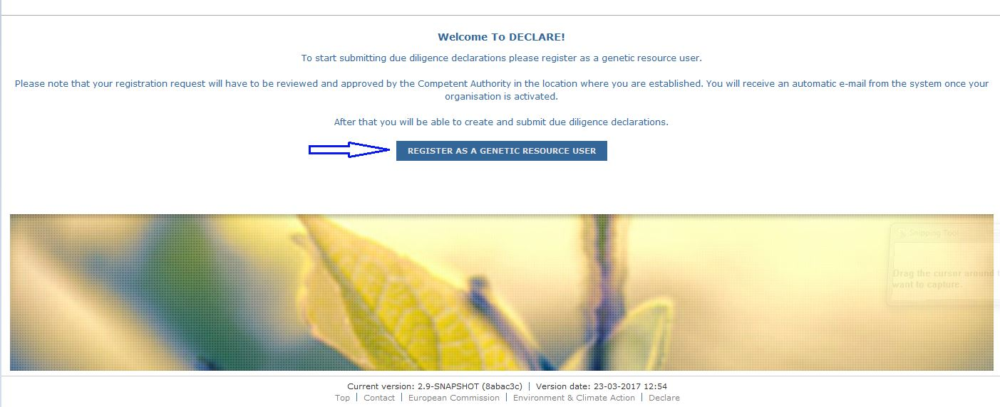 Welcome To DECLARE!
To start submitting due diligence declarations please register as a genetic resource user.
Please note that your registration request will have to be reviewed and approved by the Competent Authority in the location where you are established. You will receive an automatic e-mail from the system once your
organisation is activated.
After that you will be able to create and submit due diligence declarations.
REGISTER AS A GENETIC RESOURCE USER
Snipping Tool
Drag the cursor around
want to capture.
Current version: 2.9-SNAPSHOT (8abac3c) | Version date: 23-03-2017 12:54
Top | Contact | European Commission | Environment & Climate Action | Declare